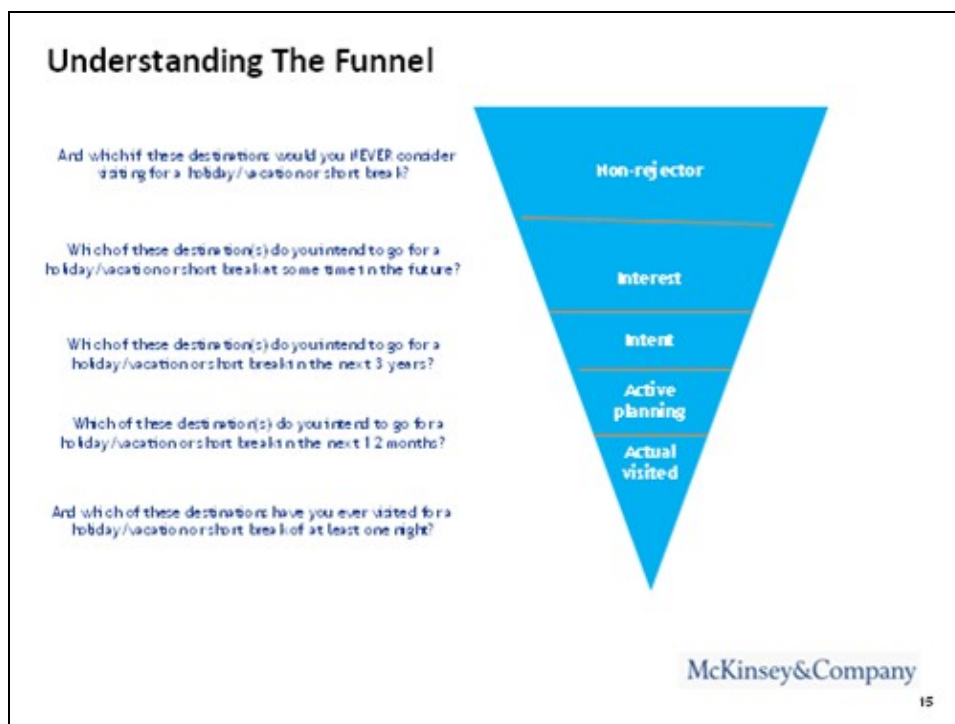 Understanding The Funnel
And which if these destinations would you NEVER consider
visiting for a holiday/vacation or short break?
Non-rejector
Which of these destination(s) do you intend to go for a
holiday/vacation or short break at some time in the future?
Interest
Which of these destination(s) do you intend to go for a
holiday/vacation or short break in the next 3 years?
Intent
Which of these destination(s) do you intend to go for a
holiday/vacation or short break in the next 12 months?
Active
planning
And which of these destinations have you ever visited for a
holiday/vacation or short break of at least one night?
Actual
visited
McKinsey&Company
15